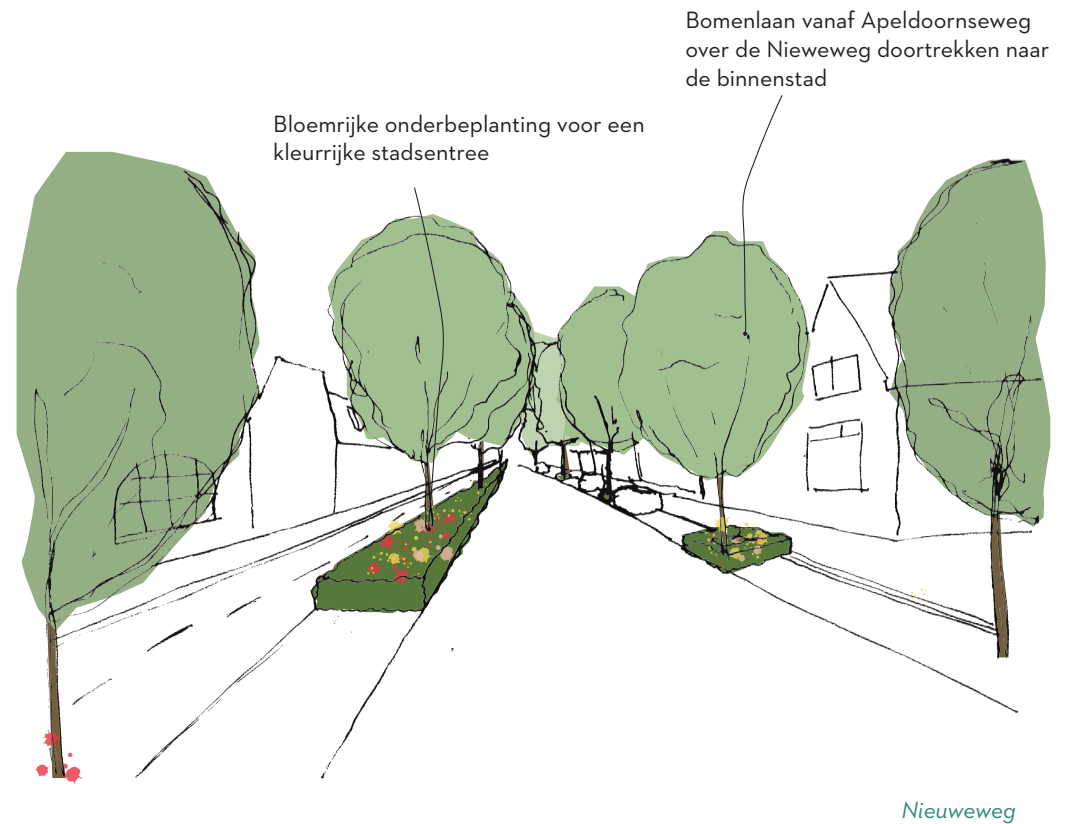 Bomenlaan vanaf Apeldoornseweg
over de Nieweweg doortrekken naar
de binnenstad
Bloemrijke onderbeplanting voor een
kleurrijke stadsentree
Nieuweweg